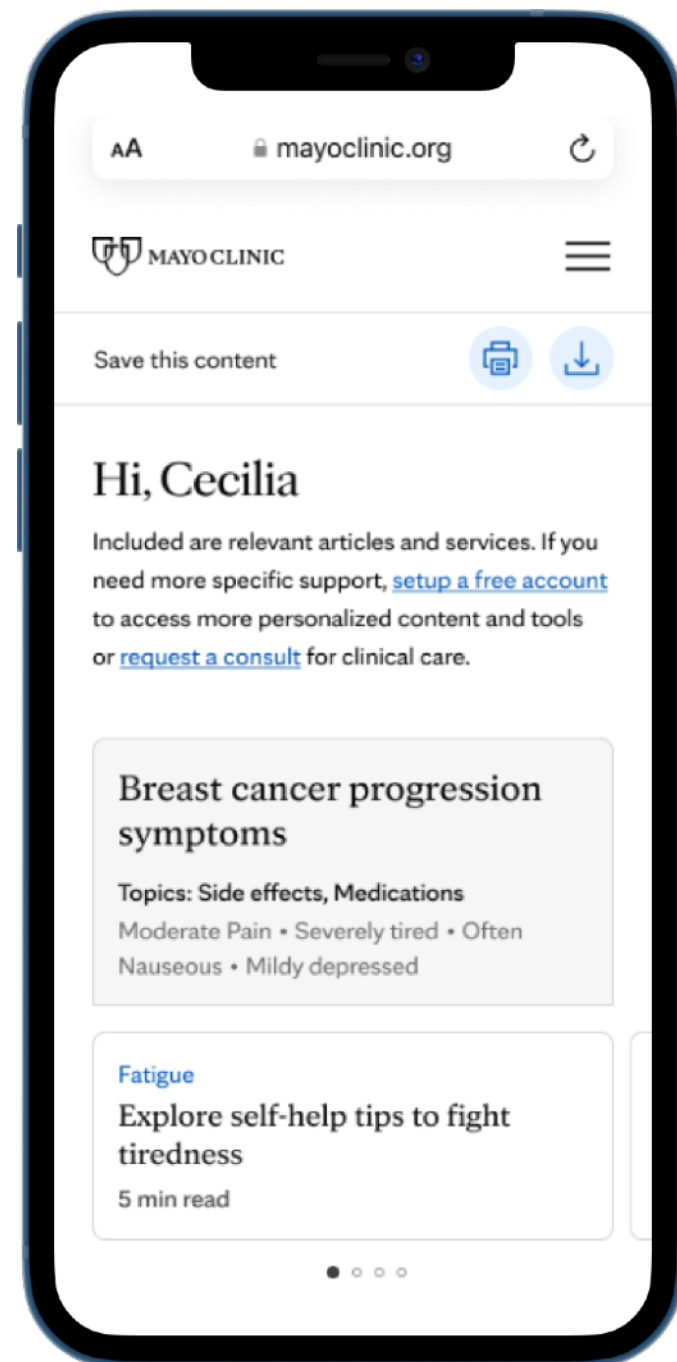 AA
mayoclinic.org
MAYO CLINIC
Save this content
Hi, Cecilia
Included are relevant articles and services. If you
need more specific support, setup a free account
to access more personalized content and tools
or request a consult for clinical care.
Breast cancer progression
symptoms
Topics: Side effects, Medications
Moderate Pain • Severely tired • Often
Nauseous • Mildy depressed
Fatigue
Explore self-help tips to fight
tiredness
5 min read